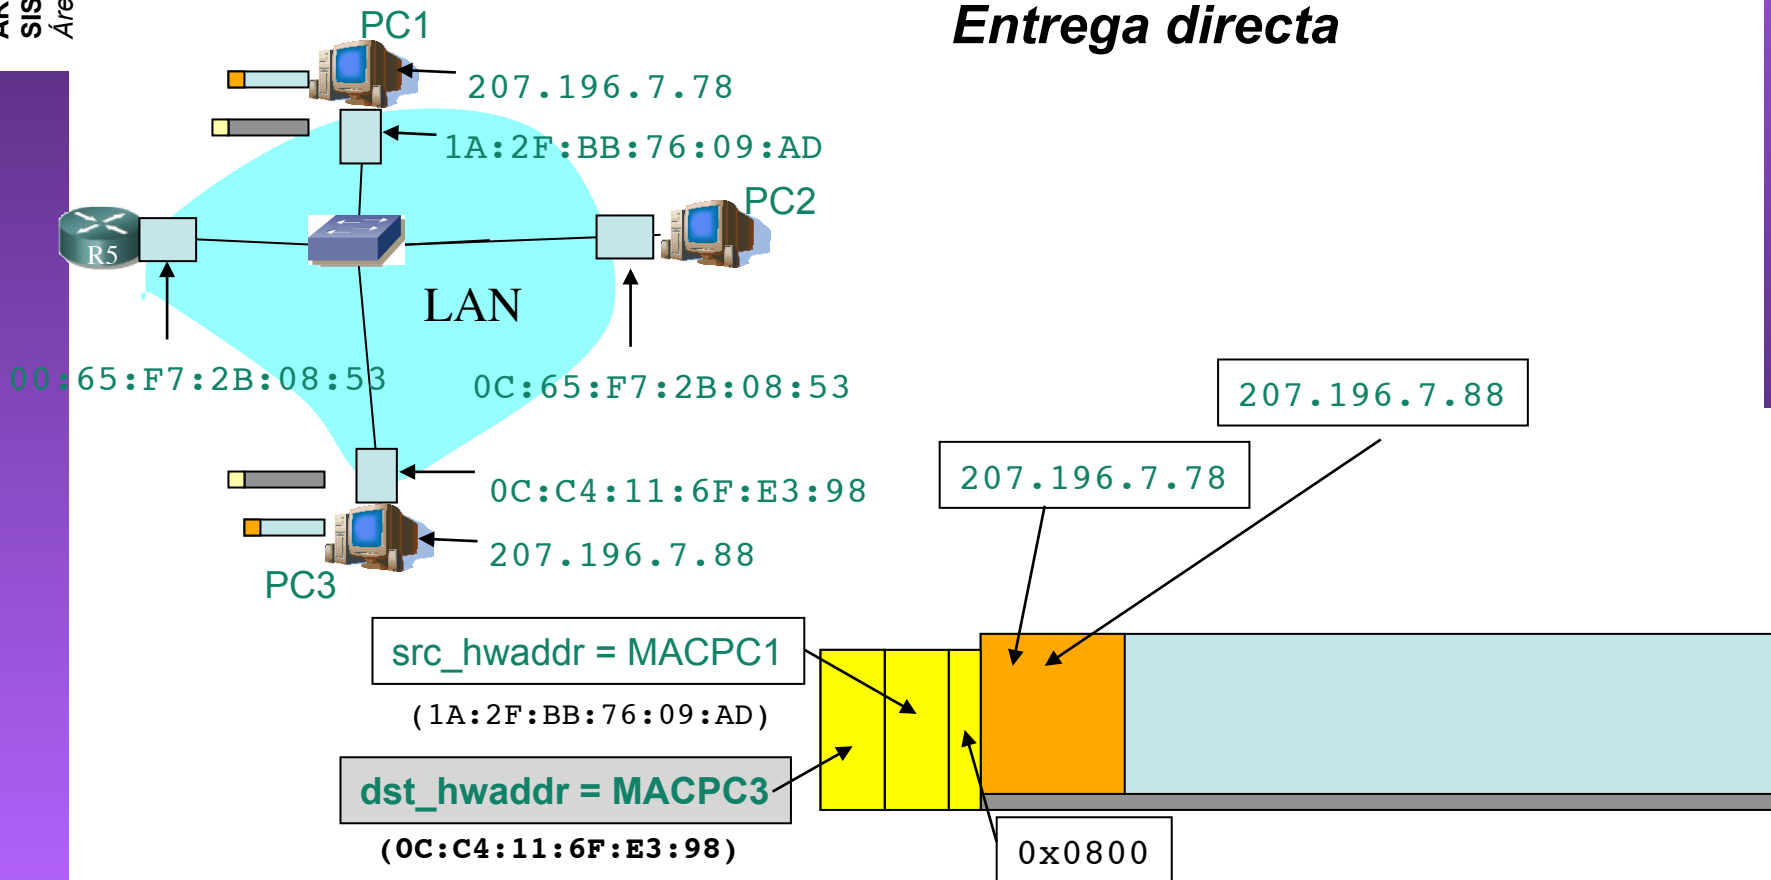 AR
SIS
Áre
Entrega directa
PC1
207.196.7.78
1A:2F:BB:76:09:AD
PC2
R5
LAN
00:65:F7:2B:08:53
0C:65:F7:2B:08:53
207.196.7.88
207.196.7.78
0C:C4:11:6F:E3:98
207.196.7.88
PC3
src_hwaddr = MACPC1
(1A:2F:BB:76:09:AD)
dst_hwaddr = MACPC3
(0C:C4:11:6F:E3:98)
0x0800